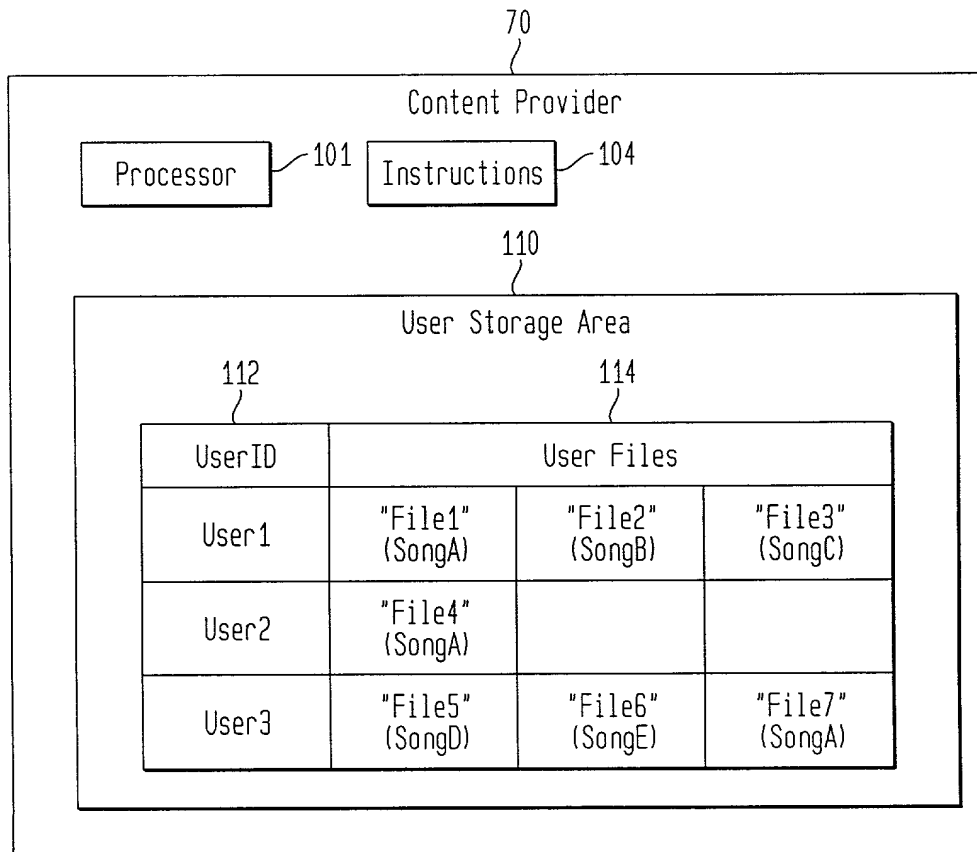 70
Content Provider
Processor
101
Instructions
104
110
User Storage Area
112
114
UserID
User Files
User1
"File1"
(SongA)
"File2"
(SongB)
"File3"
(SongC)
User2
"File4"
(SongA)
User3
"File5"
(SongD)
"File6"
(SongE)
"File7"
(SongA)